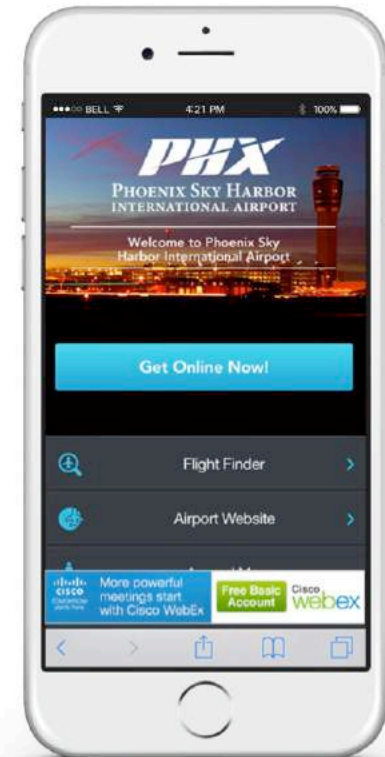 BELL
4:21 PM
100%
PHX
PHOENIX SKY HARBOR
INTERNATIONAL AIRPORT
Welcome to Phoenix Sky
Harbor International Airport
Get Online Now!
Flight Finder
Airport Website
CISCO
More powerful
meetings start
with Cisco WebEx
Free Basic
Account
Cisco
webex